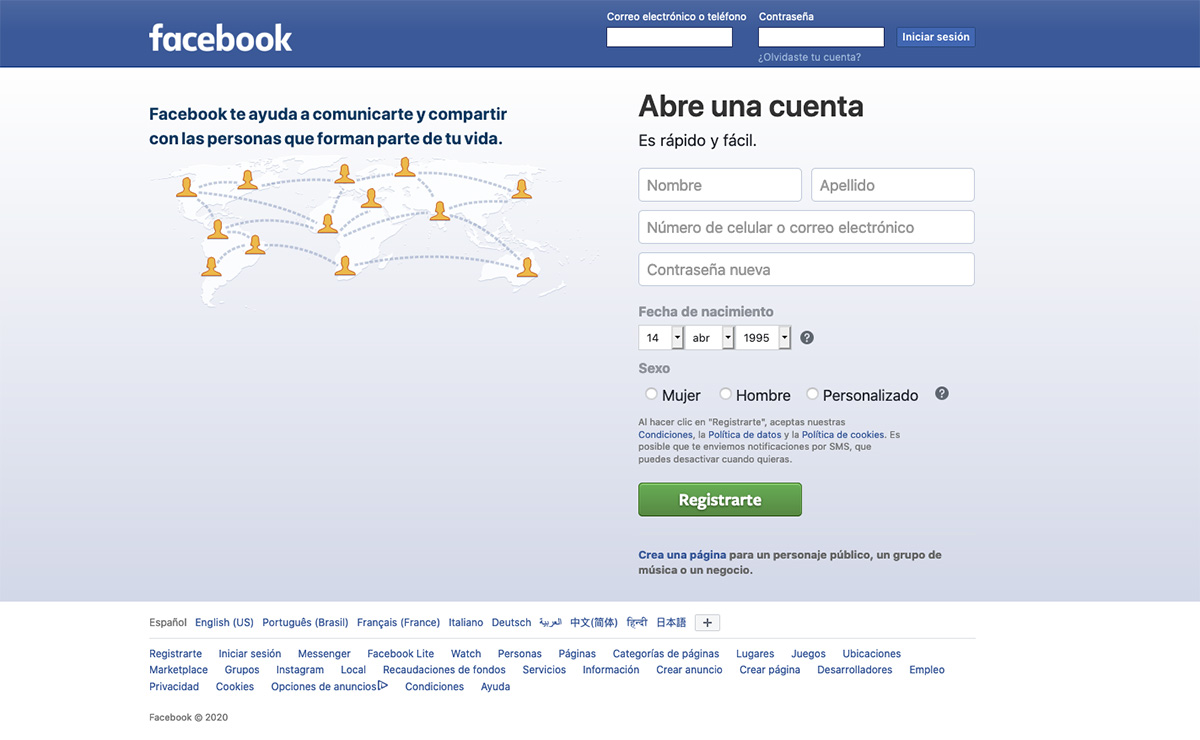 facebook
Correo electrónico o teléfono
Contraseña
Iniciar sesión
¿Olvidaste tu cuenta?
Facebook te ayuda a comunicarte y compartir
con las personas que forman parte de tu vida.
Abre una cuenta
Es rápido y fácil.
Nombre
Apellido
Número de celular o correo electrónico
Contraseña nueva
Fecha de nacimiento
14 abr 1995 ?
Sexo
Mujer Hombre Personalizado ?
Al hacer clic en "Registrarte", aceptas nuestras
Condiciones, la Política de datos y la Política de cookies. Es
posible que te enviemos notificaciones por SMS, que
puedes desactivar cuando quieras.
Registrarte
Crea una página para un personaje público, un grupo de
música o un negocio.
Español English (US) Português (Brasil) Français (France) Italiano Deutsch العربية 中文(简体) हिन्दी 日本語 +
Registrarte Iniciar sesión Messenger Facebook Lite Watch Personas Páginas Categorías de páginas Lugares Juegos Ubicaciones
Marketplace Grupos Instagram Local Recaudaciones de fondos Servicios Información Crear anuncio Crear página Desarrolladores Empleo
Privacidad Cookies Opciones de anuncios Condiciones Ayuda
Facebook © 2020